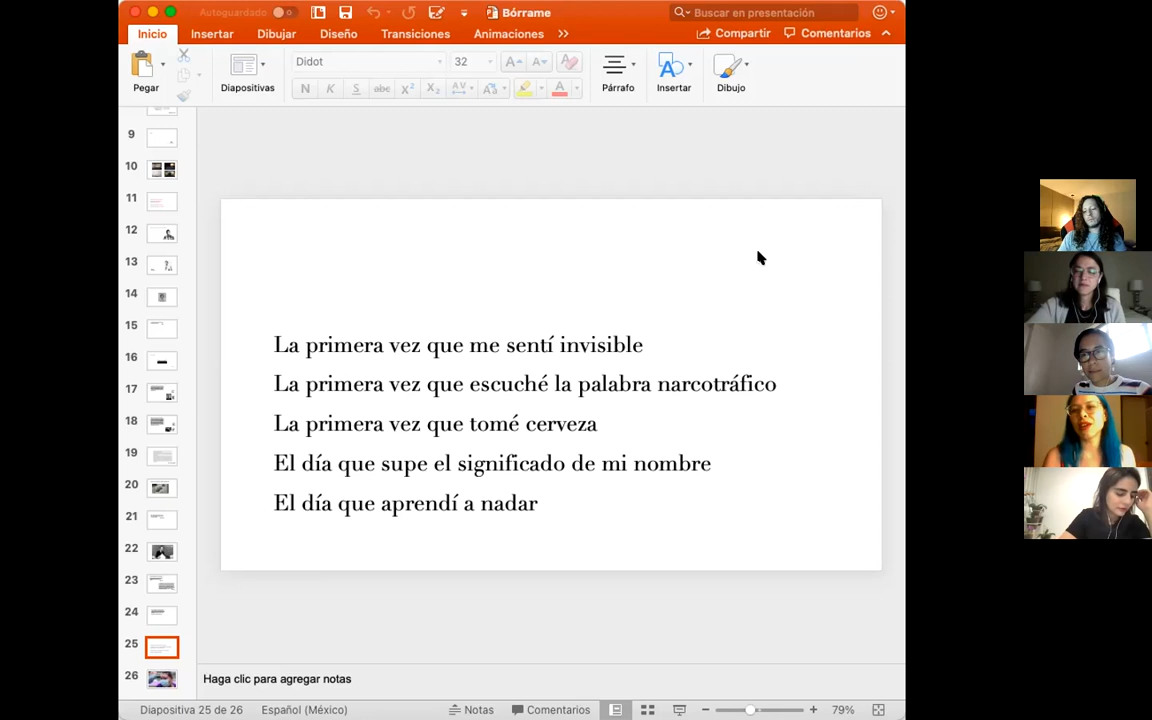 Autoguardado
Bórrame
Buscar en presentación
Inicio
Insertar
Dibujar
Diseño
Transiciones
Animaciones
Compartir
Comentarios
Pegar
Diapositivas
Didot
32
N K S abc X² X₂ AV
Párrafo
Insertar
Dibujo
9
10
11
12
13
14
15
16
17
18
19
20
21
22
23
24
25
26
La primera vez que me sentí invisible
La primera vez que escuché la palabra narcotráfico
La primera vez que tomé cerveza
El día que supe el significado de mi nombre
El día que aprendí a nadar
Haga clic para agregar notas
Diapositiva 25 de 26
Español (México)
Notas
Comentarios
79%